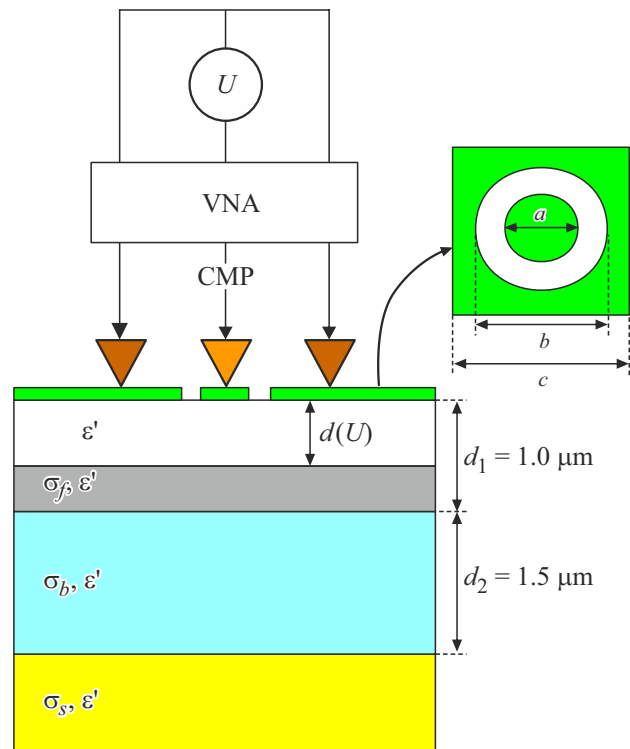 U
VNA
CMP
a
b
c
ε'
d(U)
d₁ = 1.0 μm
σf, ε'
σb, ε'
d₂ = 1.5 μm
σs, ε'